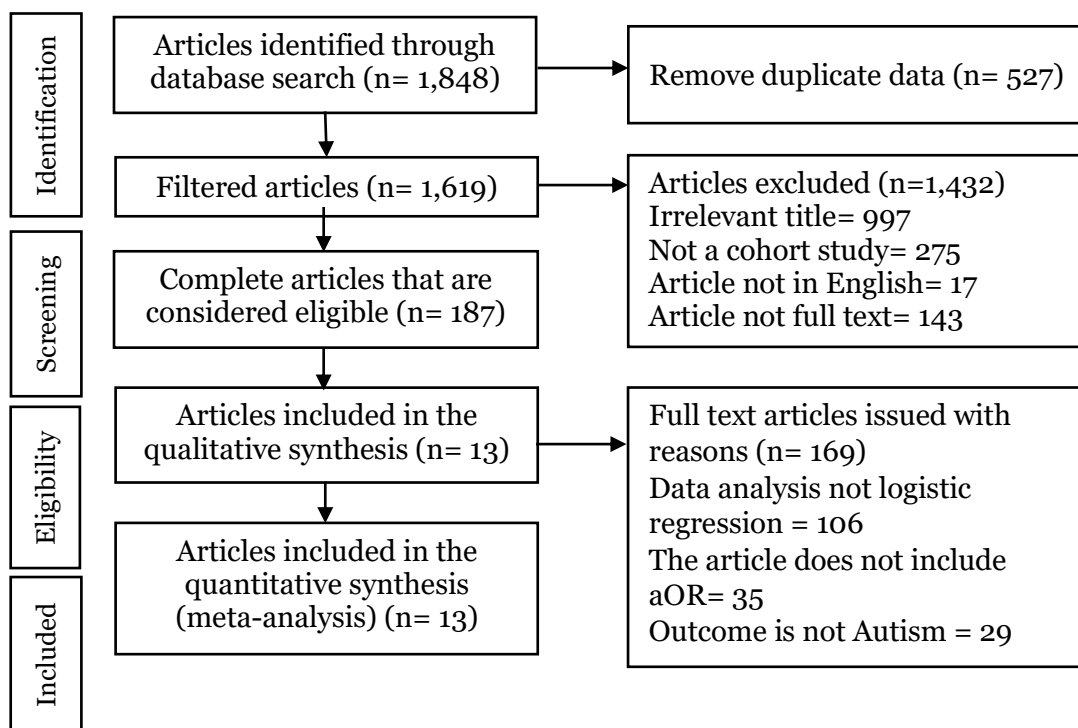 Identification
Articles identified through
database search (n= 1,848)
Remove duplicate data (n= 527)
Filtered articles (n= 1,619)
Articles excluded (n=1,432)
Irrelevant title= 997
Not a cohort study= 275
Article not in English= 17
Article not full text= 143
Screening
Complete articles that are
considered eligible (n= 187)
Eligibility
Articles included in the
qualitative synthesis (n= 13)
Full text articles issued with
reasons (n= 169)
Data analysis not logistic
regression = 106
The article does not include
aOR= 35
Outcome is not Autism = 29
Included
Articles included in the
quantitative synthesis
(meta-analysis) (n= 13)